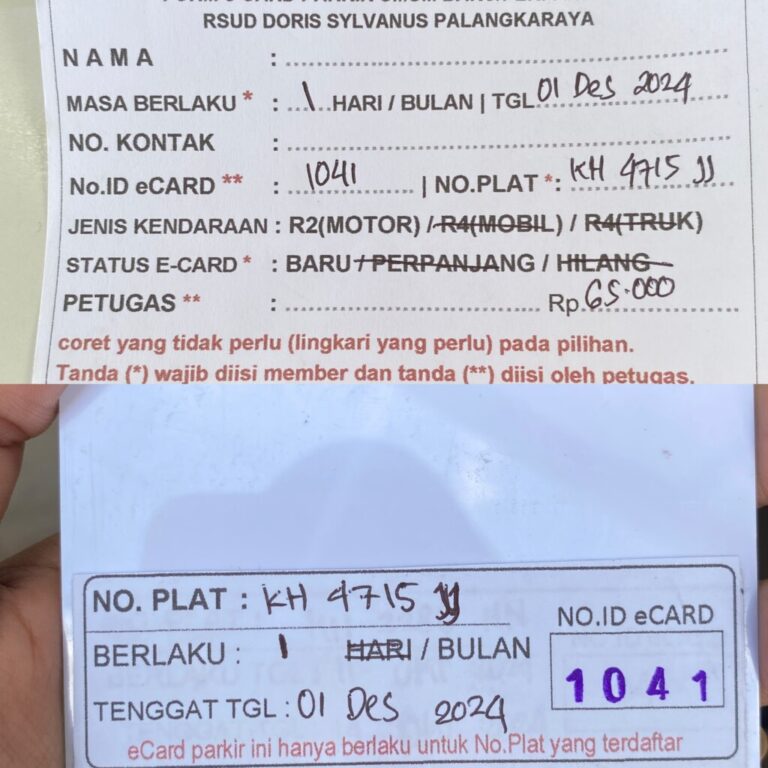 RSUD DORIS SYLVANUS PALANGKARAYA
NAMA :
MASA BERLAKU * : 1 HARI / BULAN | TGL 01 Des 2024
NO. KONTAK :
No.ID eCARD ** : 1041 | NO.PLAT *: KH 4715 JJ
JENIS KENDARAAN : R2(MOTOR) / R4(MOBIL) / R4(TRUK)
STATUS E-CARD * : BARU / PERPANJANG / HILANG
PETUGAS ** : Rp. 65.000
coret yang tidak perlu (lingkari yang perlu) pada pilihan.
Tanda (*) wajib diisi member dan tanda (**) diisi oleh petugas.
NO. PLAT : KH 4715 JJ
NO.ID eCARD
BERLAKU : 1 HARI / BULAN
1041
TENGGAT TGL : 01 Des 2024
eCard parkir ini hanya berlaku untuk No.Plat yang terdaftar